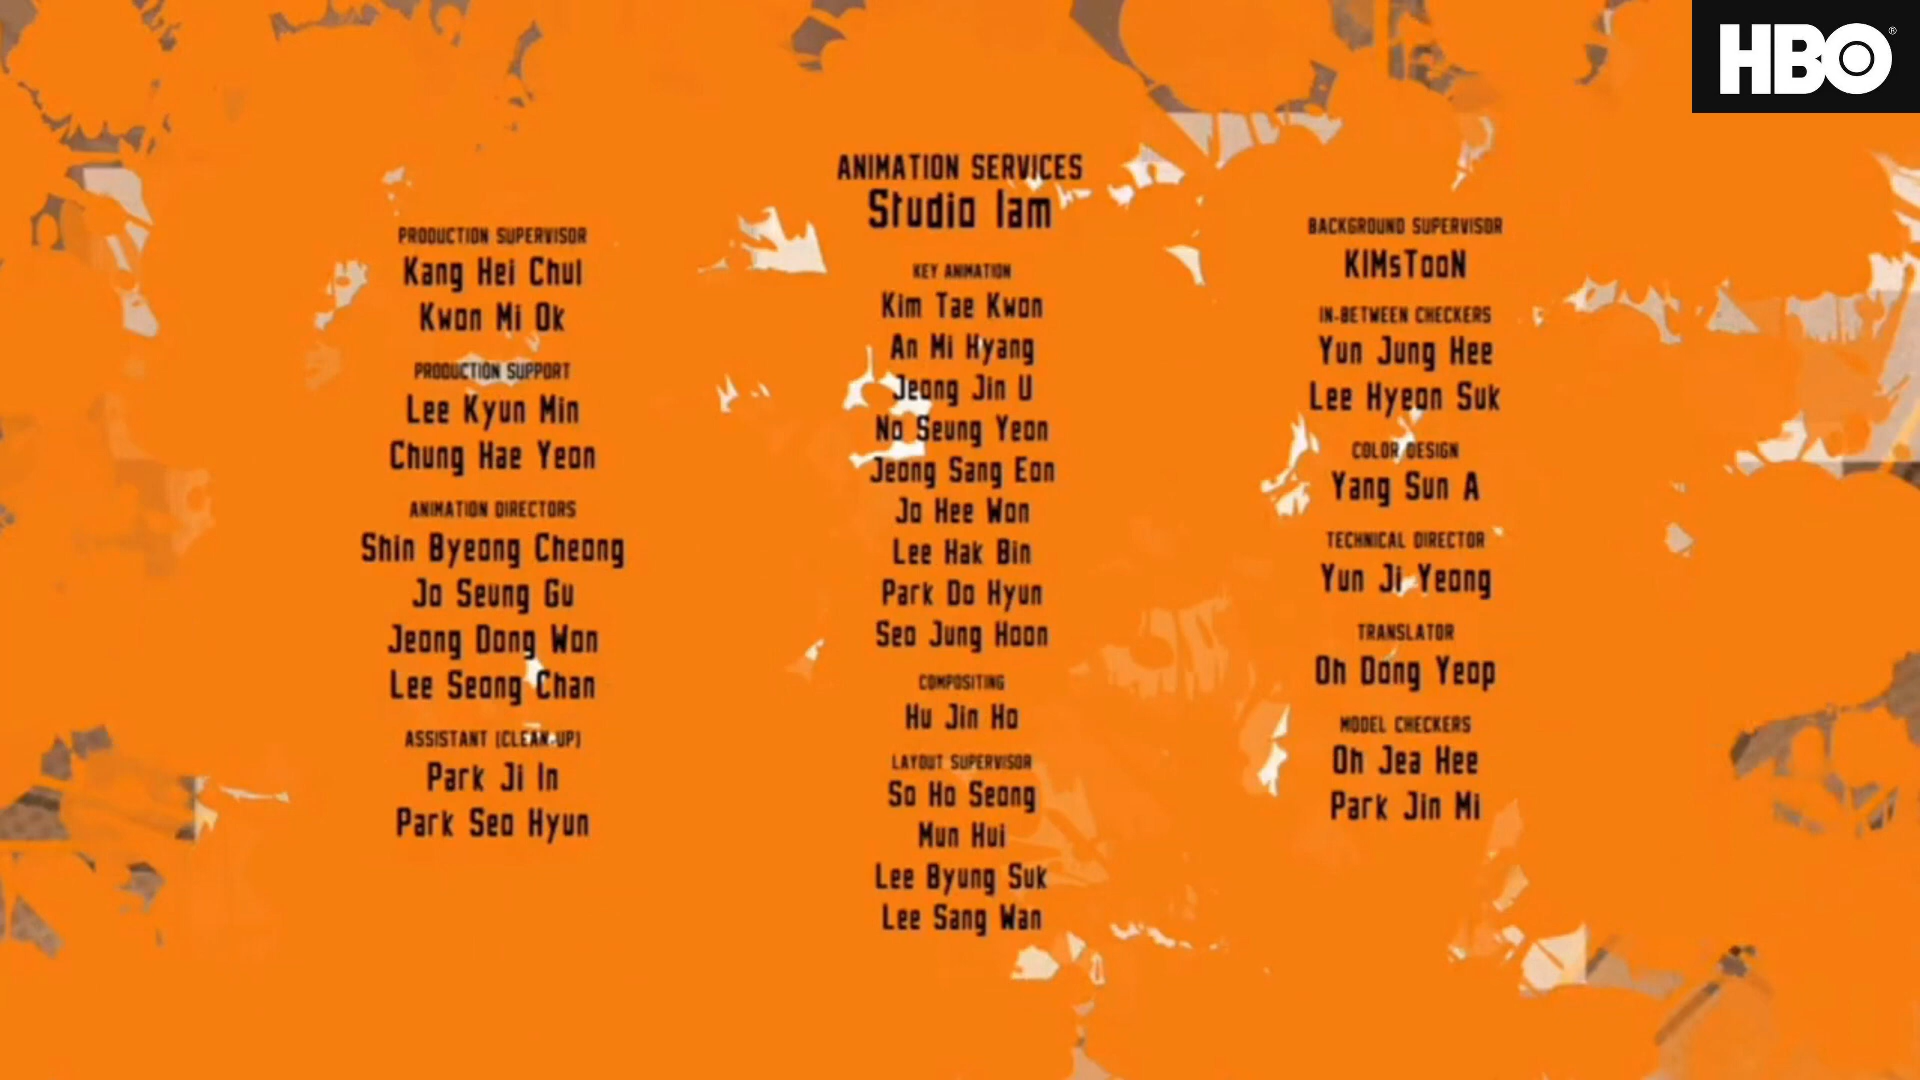 HBO®
ANIMATION SERVICES
Studio Iam
PRODUCTION SUPERVISOR
Kang Hei Chul
Kwon Mi Ok
PRODUCTION SUPPORT
Lee Kyun Min
Chung Hae Yeon
ANIMATION DIRECTORS
Shin Byeong Cheong
Jo Seung Gu
Jeong Dong Won
Lee Seong Chan
ASSISTANT (CLEAN-UP)
Park Ji In
Park Seo Hyun
KEY ANIMATION
Kim Tae Kwon
An Mi Hyang
Jeong Jin U
No Seung Yeon
Jeong Sang Eon
Jo Hee Won
Lee Hak Bin
Park Do Hyun
Seo Jung Hoon
COMPOSITING
Hu Jin Ho
LAYOUT SUPERVISOR
So Ho Seong
Mun Hui
Lee Byung Suk
Lee Sang Wan
BACKGROUND SUPERVISOR
KIMsTooN
IN-BETWEEN CHECKERS
Yun Jung Hee
Lee Hyeon Suk
COLOR DESIGN
Yang Sun A
TECHNICAL DIRECTOR
Yun Ji Yeong
TRANSLATOR
Oh Dong Yeop
MODEL CHECKERS
Oh Jea Hee
Park Jin Mi